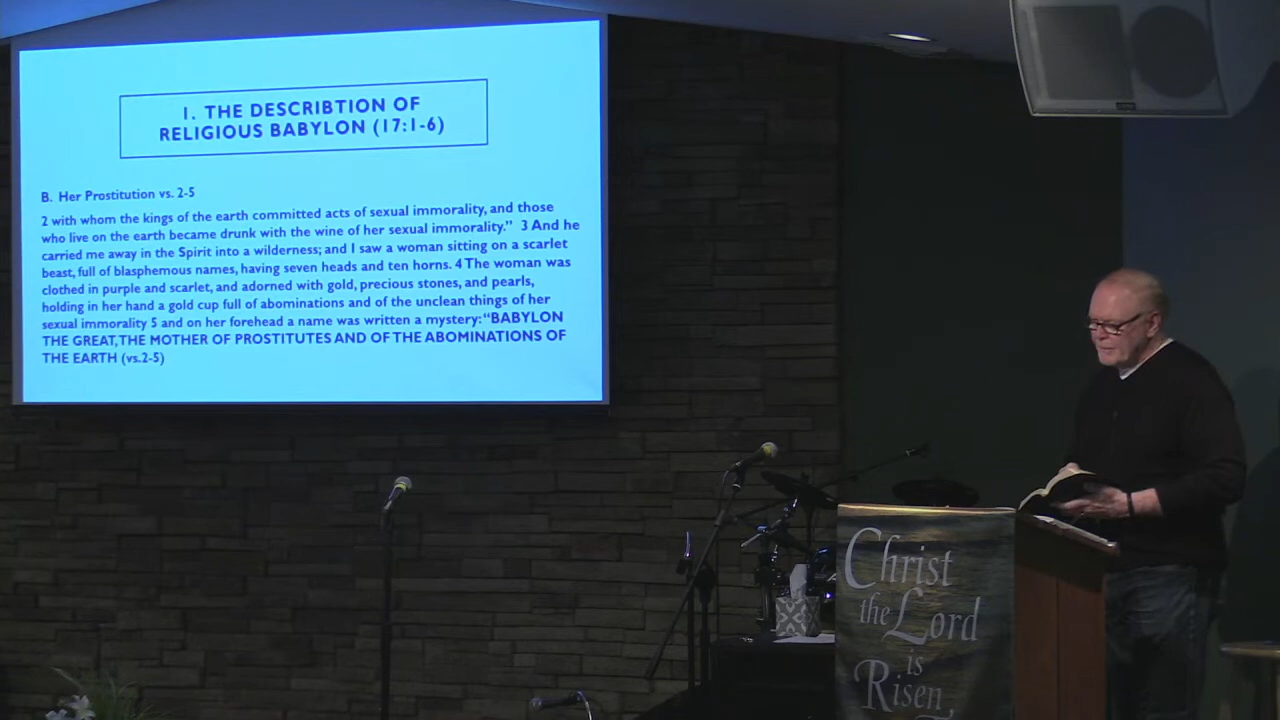 1. THE DESCRIBTION OF
RELIGIOUS BABYLON (17:1-6)
B. Her Prostitution vs. 2-5
2 with whom the kings of the earth committed acts of sexual immorality, and those
who live on the earth became drunk with the wine of her sexual immorality.” 3 And he
carried me away in the Spirit into a wilderness; and I saw a woman sitting on a scarlet
beast, full of blasphemous names, having seven heads and ten horns. 4 The woman was
clothed in purple and scarlet, and adorned with gold, precious stones, and pearls,
holding in her hand a gold cup full of abominations and of the unclean things of her
sexual immorality 5 and on her forehead a name was written a mystery: “BABYLON
THE GREAT, THE MOTHER OF PROSTITUTES AND OF THE ABOMINATIONS OF
THE EARTH (vs.2-5)
Christ
the Lord
is
Risen